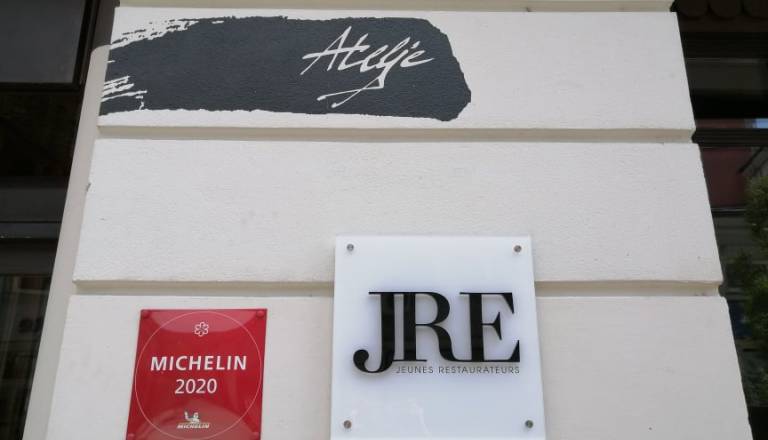 Atelje
MICHELIN
2020
MICHELIN
JRE
JEUNES RESTAURATEURS